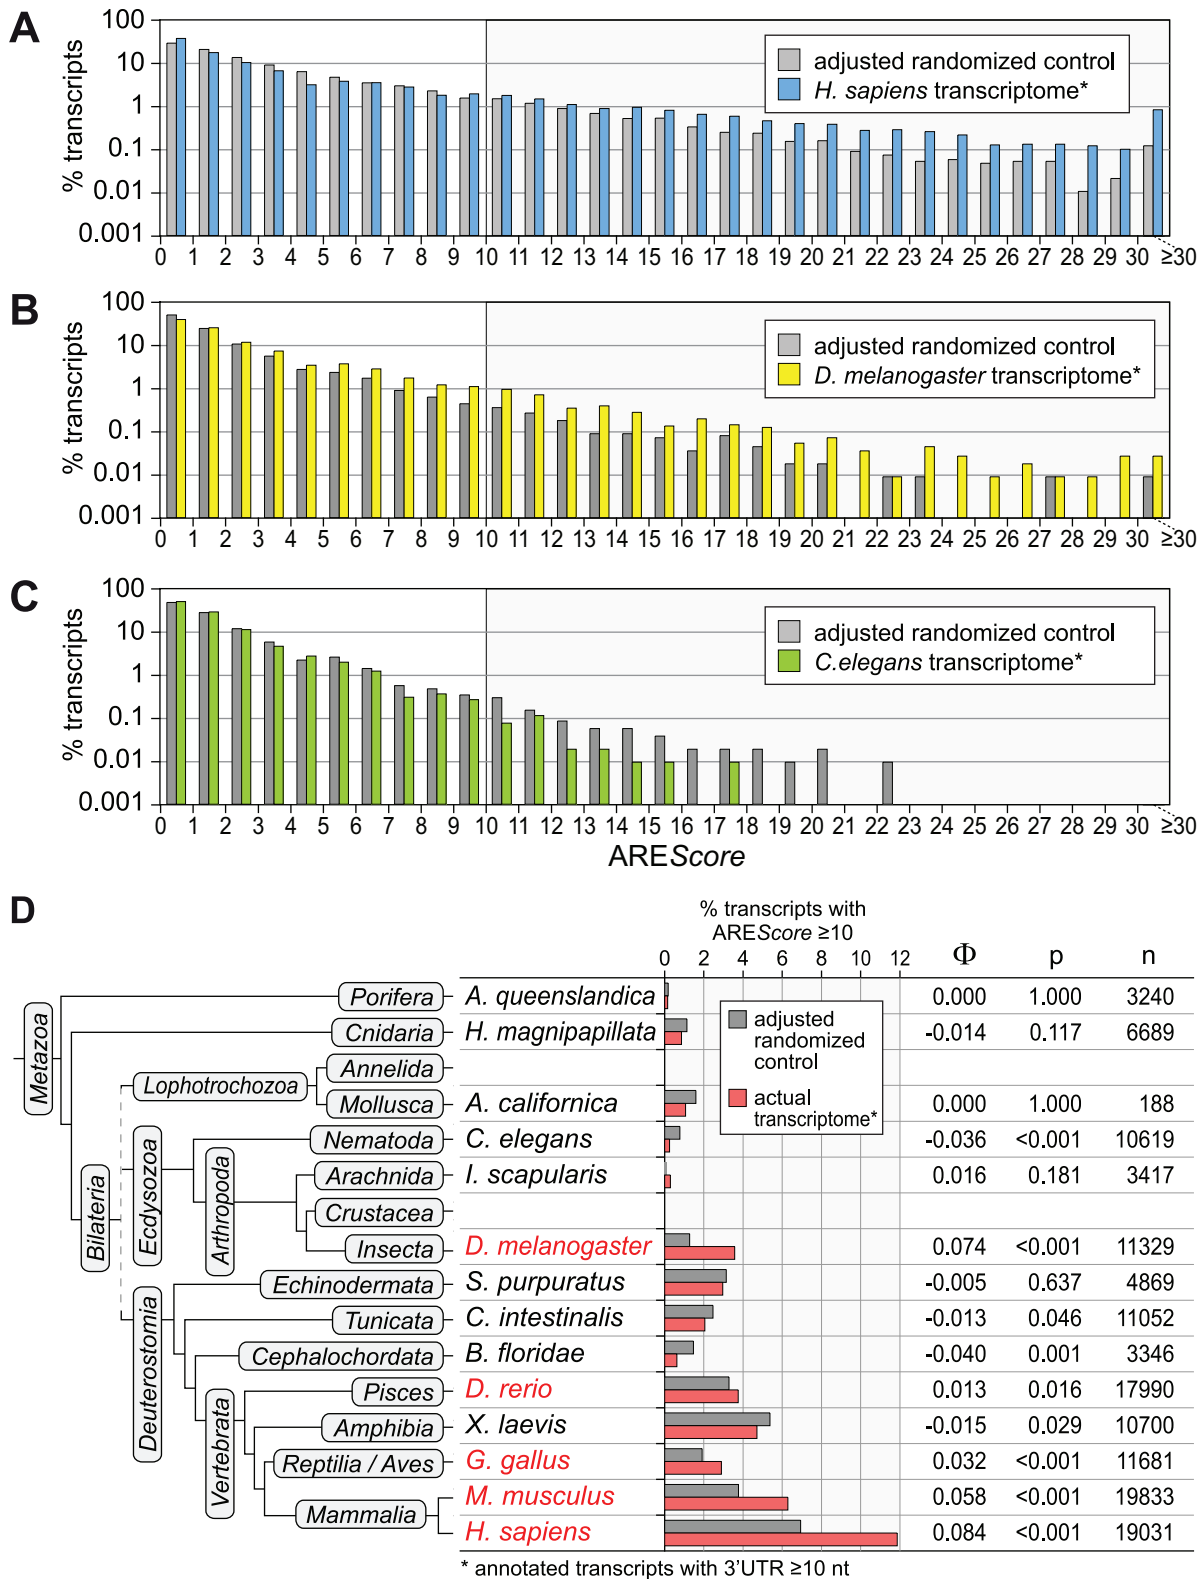 A
% transcripts
100
10
1
0.1
0.01
0.001
adjusted randomized control
H. sapiens transcriptome*
0 1 2 3 4 5 6 7 8 9 10 11 12 13 14 15 16 17 18 19 20 21 22 23 24 25 26 27 28 29 30 ≥30
B
% transcripts
100
10
1
0.1
0.01
0.001
adjusted randomized control
D. melanogaster transcriptome*
0 1 2 3 4 5 6 7 8 9 10 11 12 13 14 15 16 17 18 19 20 21 22 23 24 25 26 27 28 29 30 ≥30
C
% transcripts
100
10
1
0.1
0.01
0.001
adjusted randomized control
C.elegans transcriptome*
0 1 2 3 4 5 6 7 8 9 10 11 12 13 14 15 16 17 18 19 20 21 22 23 24 25 26 27 28 29 30 ≥30
AREScore
D
% transcripts with
AREScore ≥10
0 2 4 6 8 10 12 Φ p n
adjusted
randomized
control
actual
transcriptome*
Metazoa
Bilateria
Lophotrochozoa
Ecdysozoa
Arthropoda
Deuterostomia
Vertebrata
Mammalia
Porifera A. queenslandica 0.000 1.000 3240
Cnidaria H. magnipapillata -0.014 0.117 6689
Annelida
Mollusca A. californica 0.000 1.000 188
Nematoda C. elegans -0.036 <0.001 10619
Arachnida I. scapularis 0.016 0.181 3417
Crustacea
Insecta D. melanogaster 0.074 <0.001 11329
Echinodermata S. purpuratus -0.005 0.637 4869
Tunicata C. intestinalis -0.013 0.046 11052
Cephalochordata B. floridae -0.040 0.001 3346
Pisces D. rerio 0.013 0.016 17990
Amphibia X. laevis -0.015 0.029 10700
Reptilia / Aves G. gallus 0.032 <0.001 11681
M. musculus 0.058 <0.001 19833
H. sapiens 0.084 <0.001 19031
* annotated transcripts with 3'UTR ≥10 nt